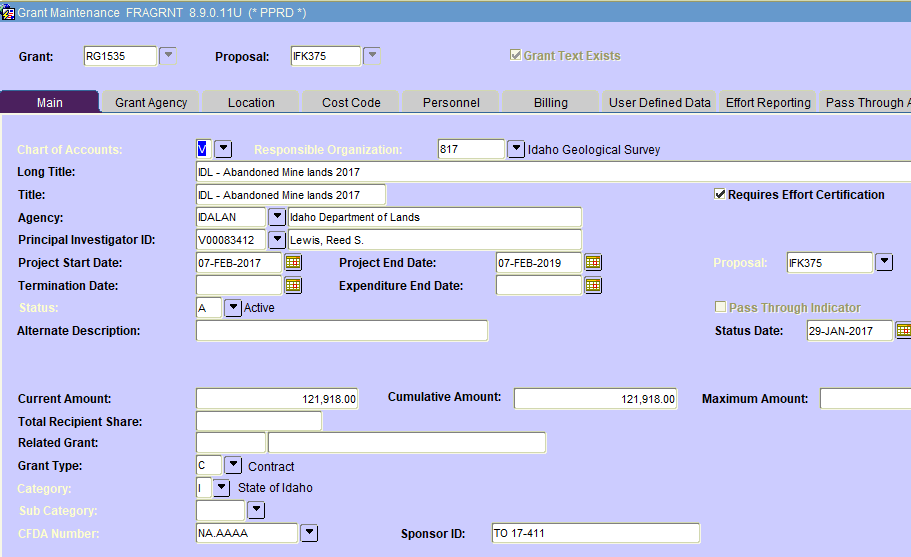 Grant Maintenance FRAGRNT 8.9.0.11U (* PPRD *)
Grant: RG1535 Proposal: IFK375 Grant Text Exists
Main Grant Agency Location Cost Code Personnel Billing User Defined Data Effort Reporting Pass Through A
Chart of Accounts: V Responsible Organization: 817 Idaho Geological Survey
Long Title: IDL - Abandoned Mine lands 2017
Title: IDL - Abandoned Mine lands 2017 Requires Effort Certification
Agency: IDALAN Idaho Department of Lands
Principal Investigator ID: V00083412 Lewis, Reed S.
Project Start Date: 07-FEB-2017 Project End Date: 07-FEB-2019 Proposal: IFK375
Termination Date: Expenditure End Date:
Status: A Active Pass Through Indicator
Alternate Description: Status Date: 29-JAN-2017
Current Amount: 121,918.00 Cumulative Amount: 121,918.00 Maximum Amount:
Total Recipient Share:
Related Grant:
Grant Type: C Contract
Category: I State of Idaho
Sub Category:
CFDA Number: NA.AAAA Sponsor ID: TO 17-411